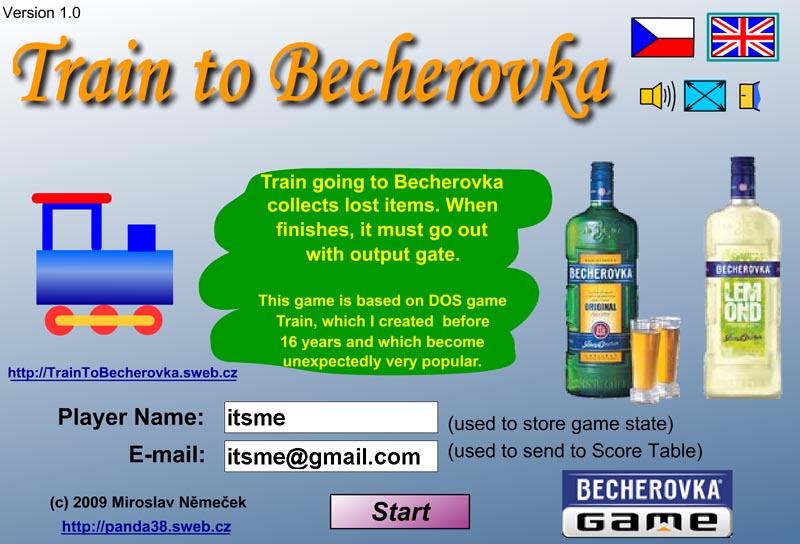 Version 1.0
Train to Becherovka
Train going to Becherovka
collects lost items. When
finishes, it must go out
with output gate.
This game is based on DOS game
Train, which I created before
16 years and which become
unexpectedly very popular.
BECHEROVKA
ORIGINAL
BECHEROVKA
LEM
OND
http://TrainToBecherovka.sweb.cz
Player Name:
itsme
(used to store game state)
E-mail:
itsme@gmail.com
(used to send to Score Table)
(c) 2009 Miroslav Němeček
http://panda38.sweb.cz
Start
BECHEROVKA®
GAME